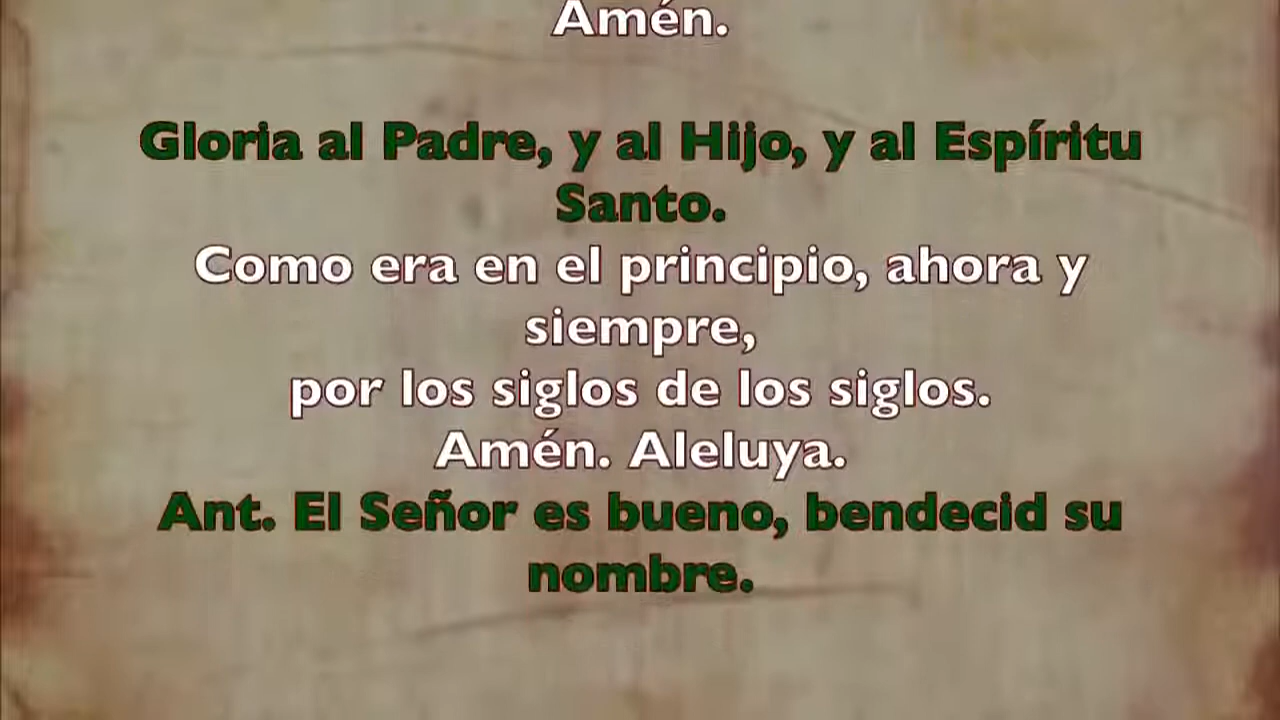 Amén.
Gloria al Padre, y al Hijo, y al Espíritu
Santo.
Como era en el principio, ahora y
siempre,
por los siglos de los siglos.
Amén. Aleluya.
Ant. El Señor es bueno, bendecid su
nombre.